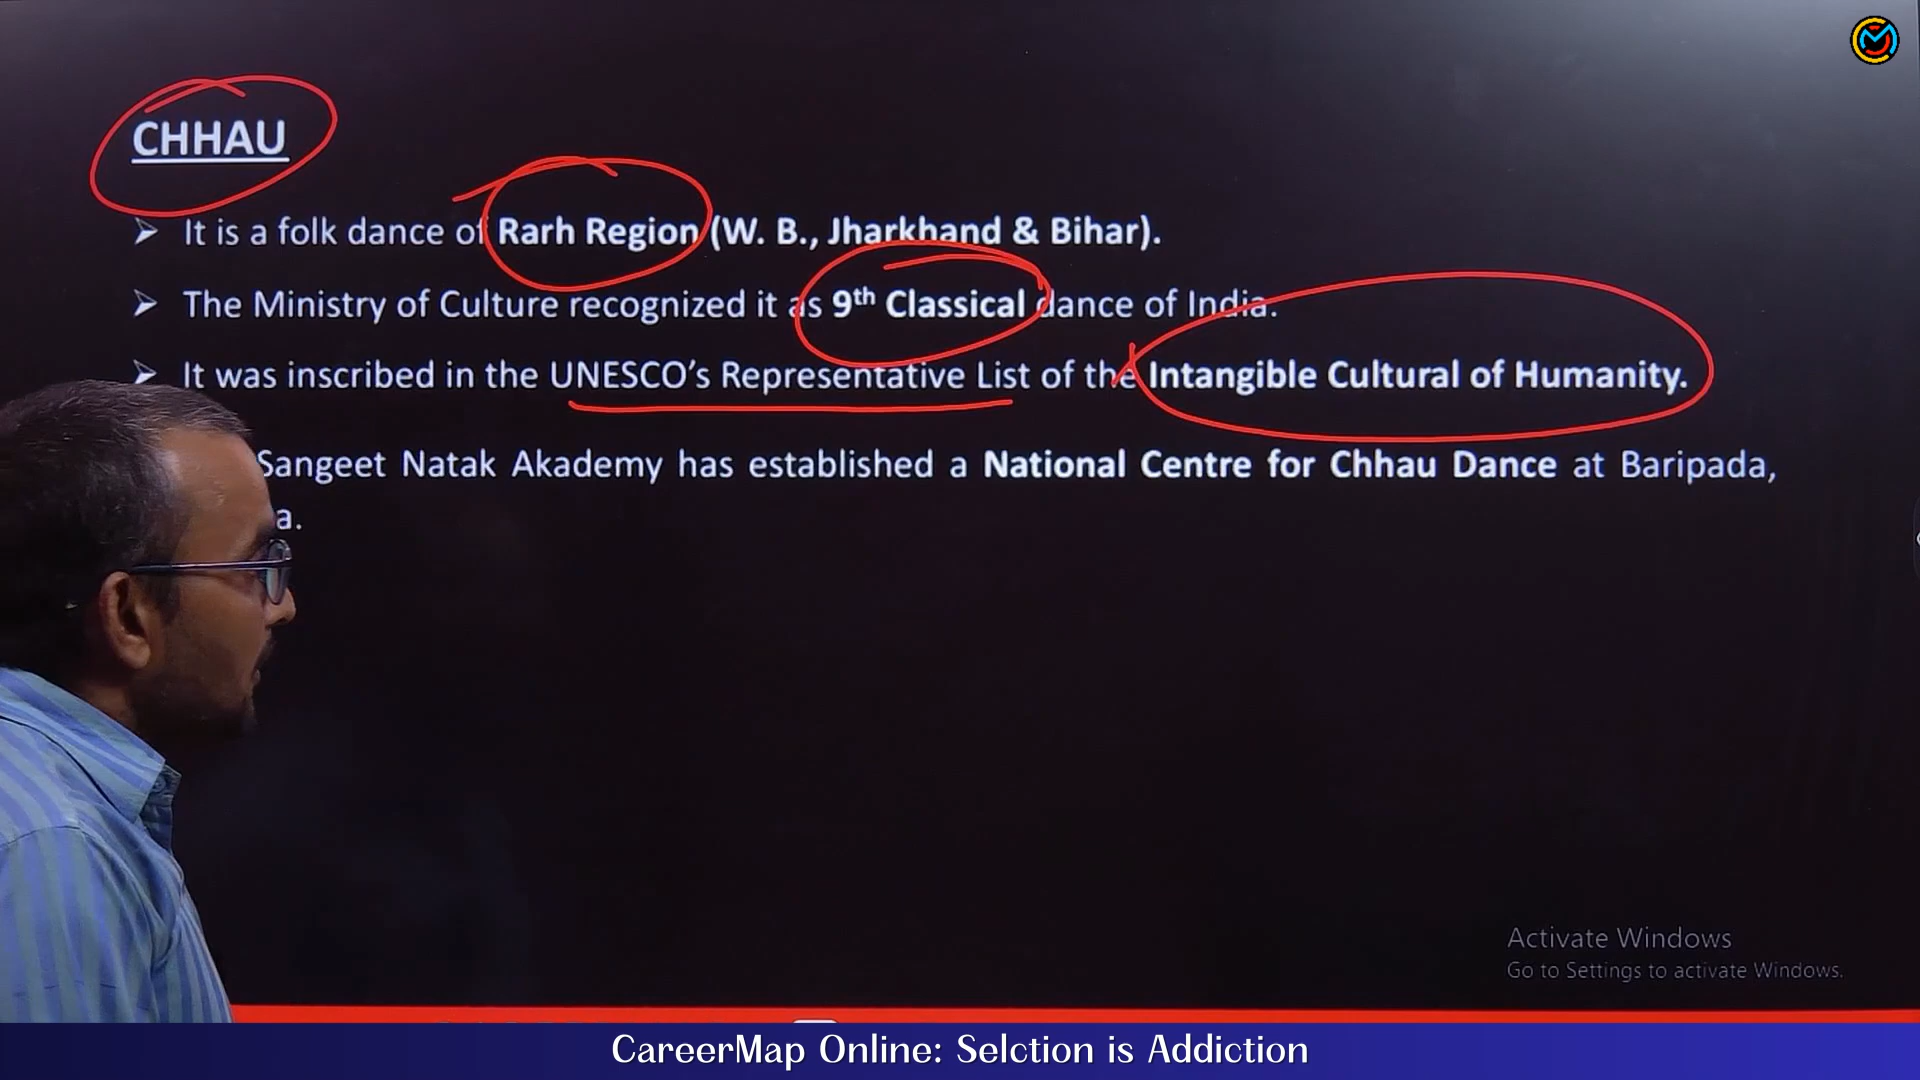 CHHAU
It is a folk dance of Rarh Region (W. B., Jharkhand & Bihar).
The Ministry of Culture recognized it as 9th Classical dance of India.
It was inscribed in the UNESCO's Representative List of the Intangible Cultural of Humanity.
Sangeet Natak Akademy has established a National Centre for Chhau Dance at Baripada,
a.
Activate Windows
Go to Settings to activate Windows.
CareerMap Online: Selction is Addiction